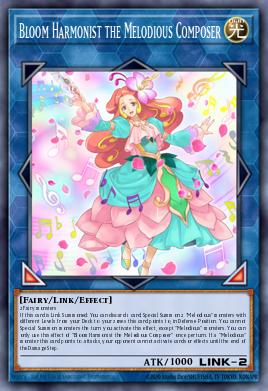 Bloom Harmonist the Melodious Composer
光
[Fairy/Link/Effect]
2 Fairy monsters
If this card is Link Summoned: You can discard 1 card; Special Summon 2 "Melodious" monsters with
different Levels from your Deck to your zones this card points to, in Defense Position. You cannot
Special Summon monsters the turn you activate this effect, except "Melodious" monsters. You can
only use this effect of "Bloom Harmonist the Melodious Composer" once per turn. If a "Melodious"
monster this card points to attacks, your opponent cannot activate cards or effects until the end of
the Damage Step.
ATK/1000 LINK-2